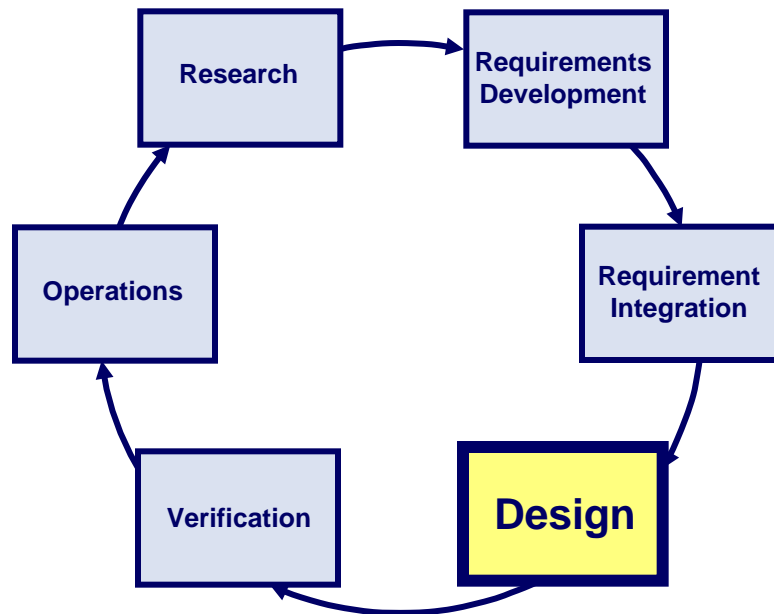 Research
Requirements
Development
Operations
Requirement
Integration
Verification
Design